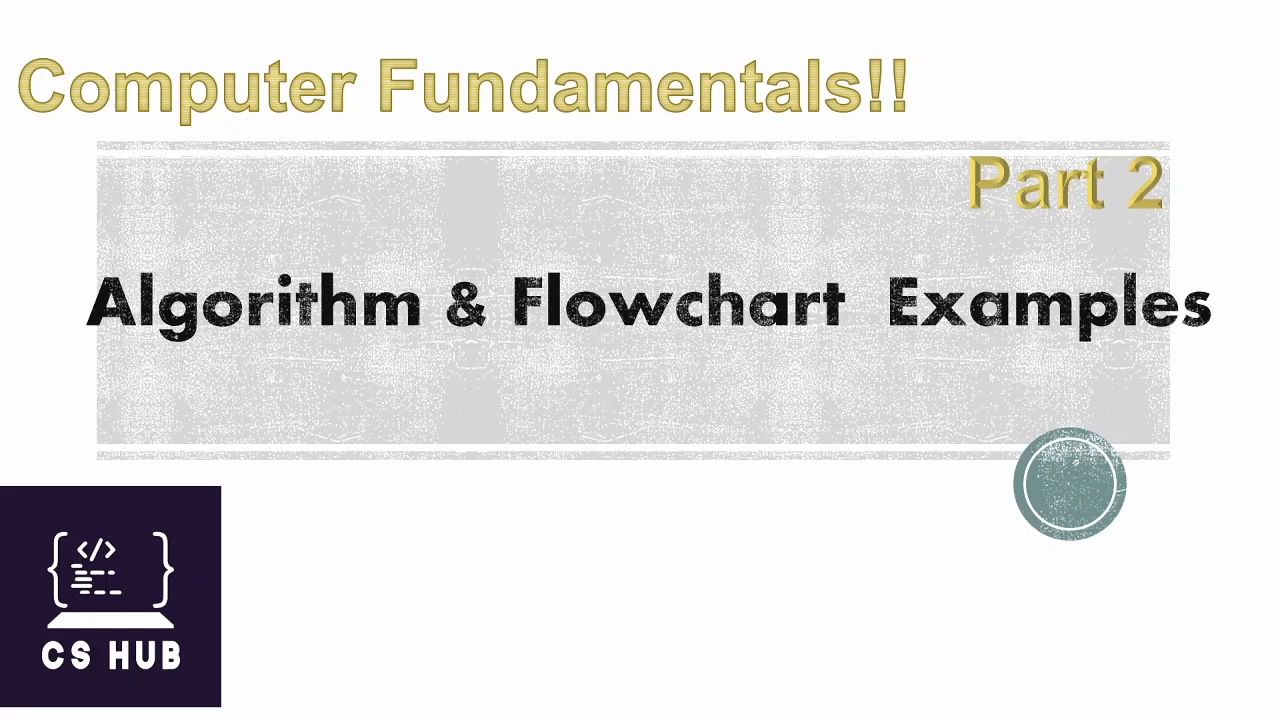 Computer Fundamentals!!
Part 2
Algorithm & Flowchart Examples
</>
CS HUB